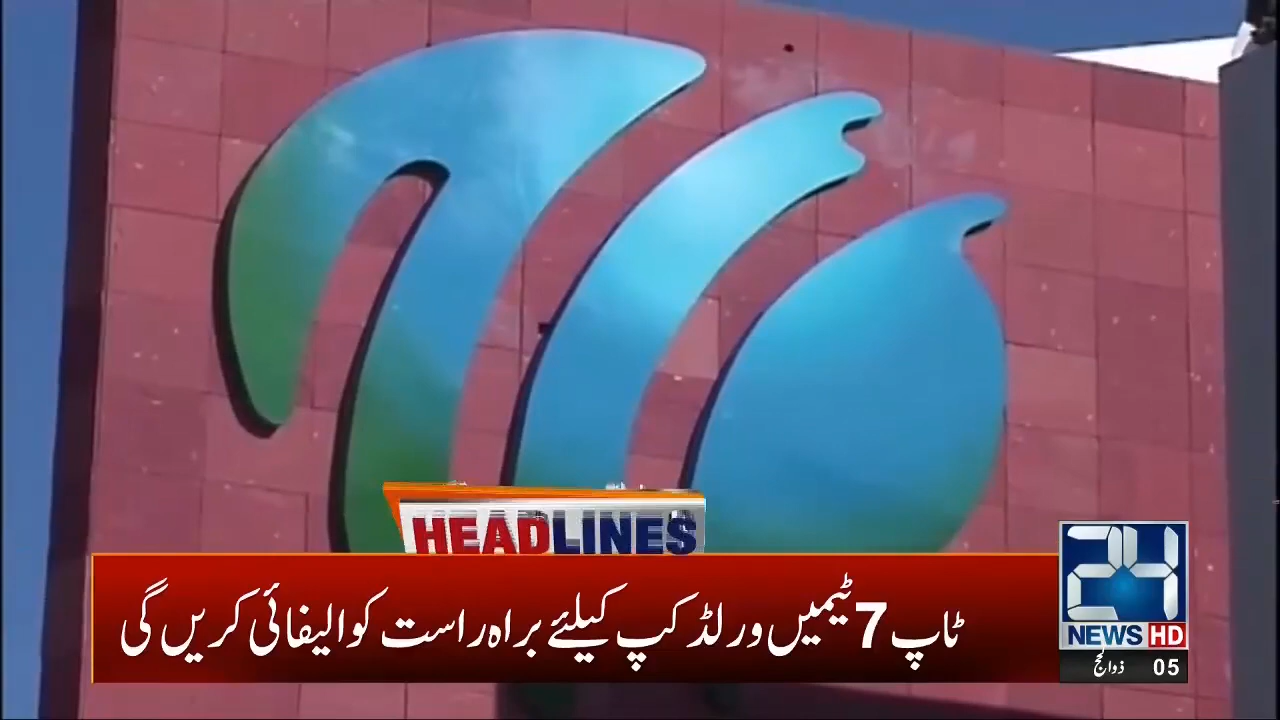 HEADLINES
ٹاپ 7 ٹیمیں ورلڈ کپ کیلئے براہ راست کوالیفائی کریں گی
24
NEWS HD
05 ذوالحج